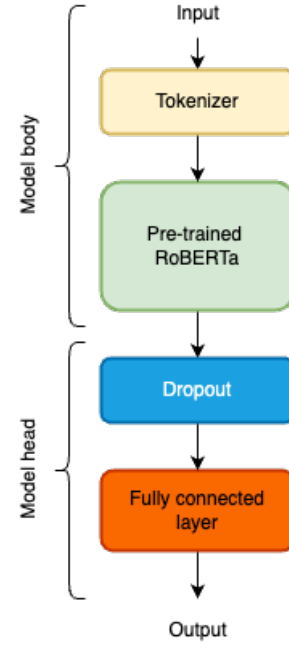 Input
Model body
Tokenizer
Pre-trained
RoBERTa
Model head
Dropout
Fully connected
layer
Output